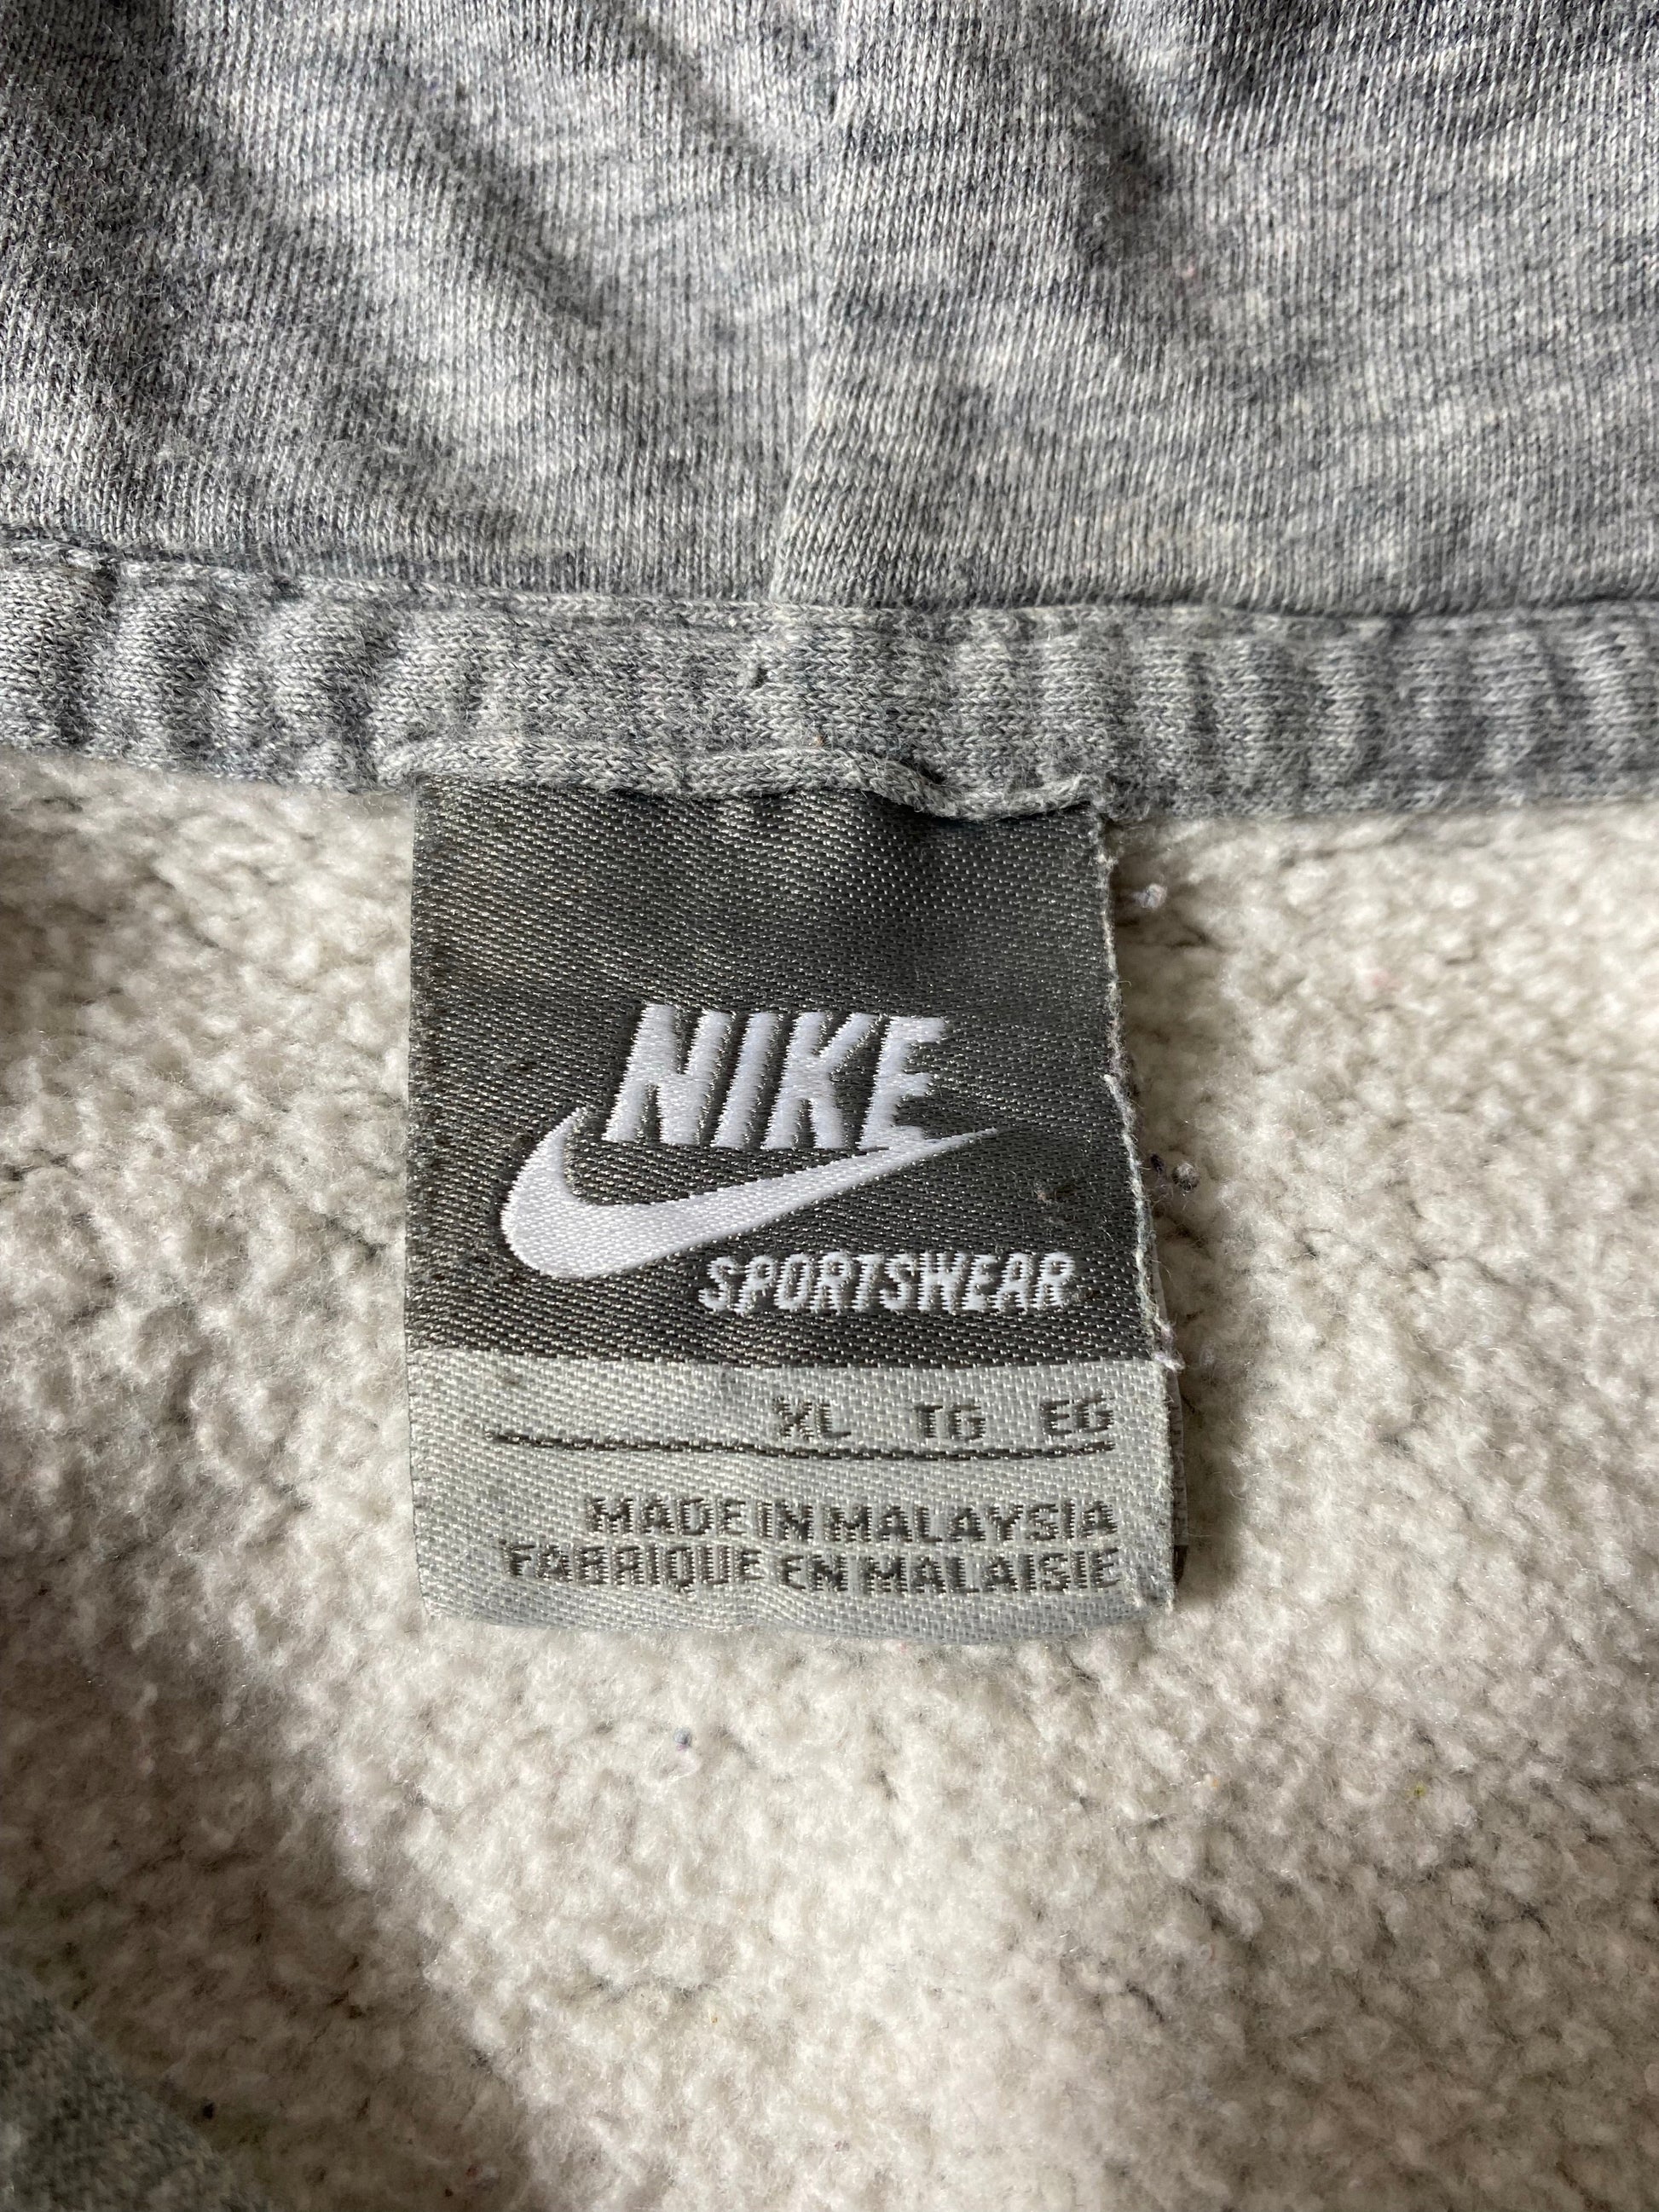 NIKE
SPORTSWEAR
XL TG EG
MADE IN MALAYSIA
FABRIQUE EN MALAISIE